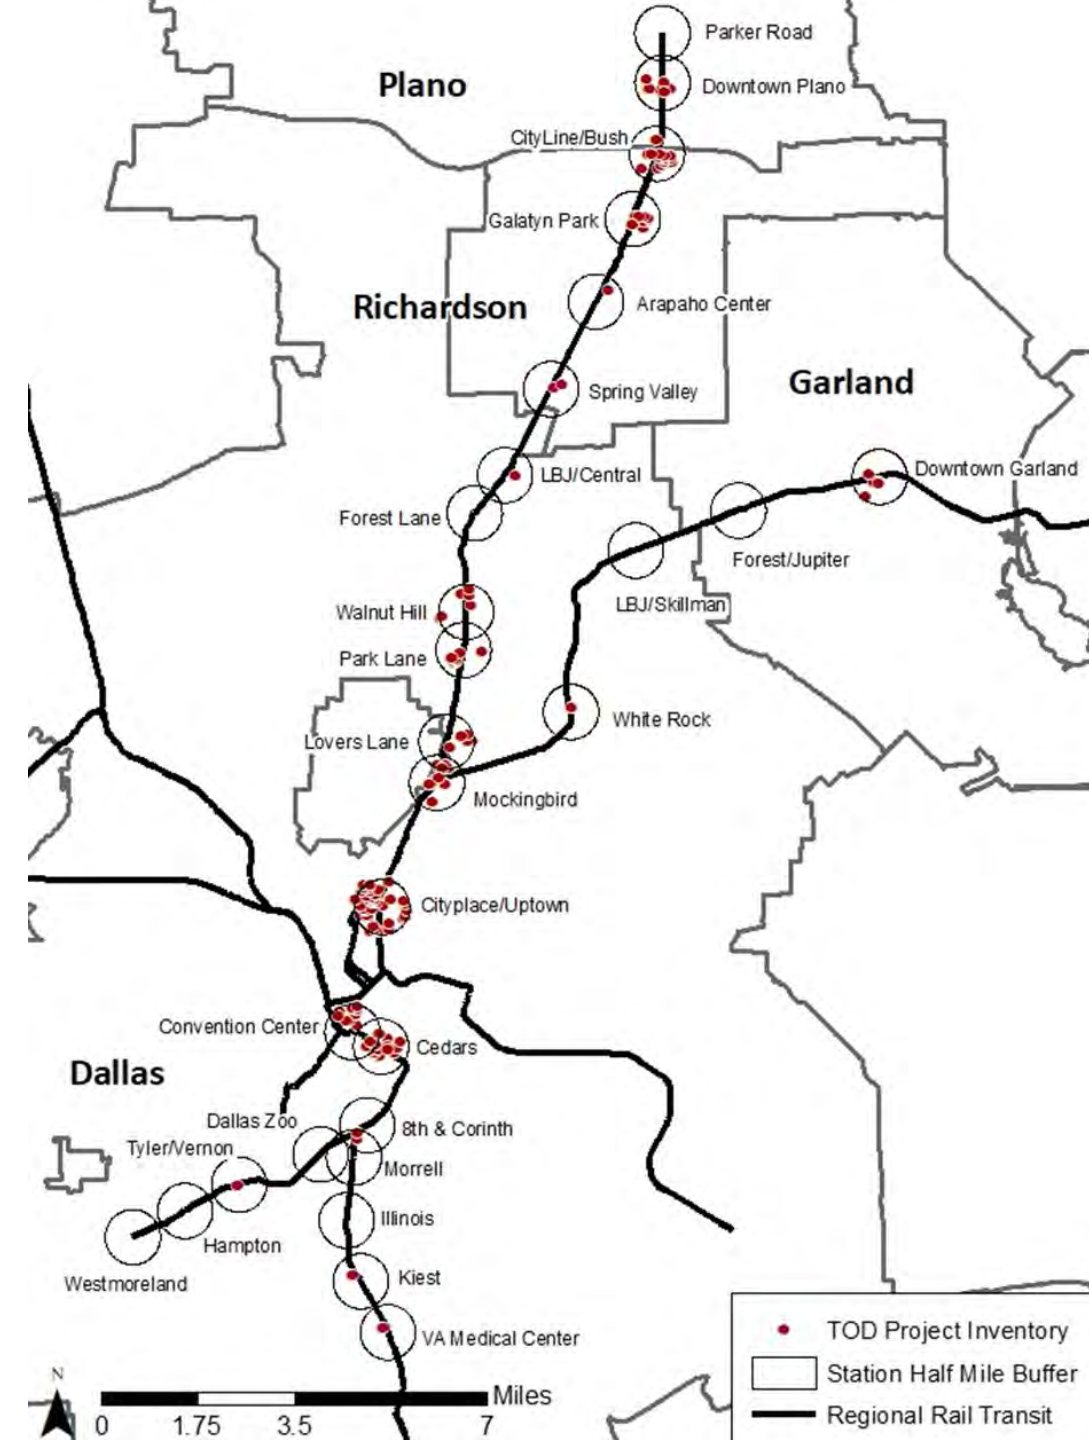 Parker Road
Plano
Downtown Plano
CityLine/Bush
Galatyn Park
Richardson
Arapaho Center
Garland
Spring Valley
Downtown Garland
LBJ/Central
Forest Lane
Forest/Jupiter
LBJ/Skillman
Walnut Hill
Park Lane
White Rock
Lovers Lane
Mockingbird
Cityplace/Uptown
Convention Center
Cedars
Dallas
Dallas Zoo
8th & Corinth
Tyler/Vernon
Morrell
Illinois
Hampton
Westmoreland
Kiest
VA Medical Center
TOD Project Inventory
Station Half Mile Buffer
Regional Rail Transit
N
Miles
0 1.75 3.5 7